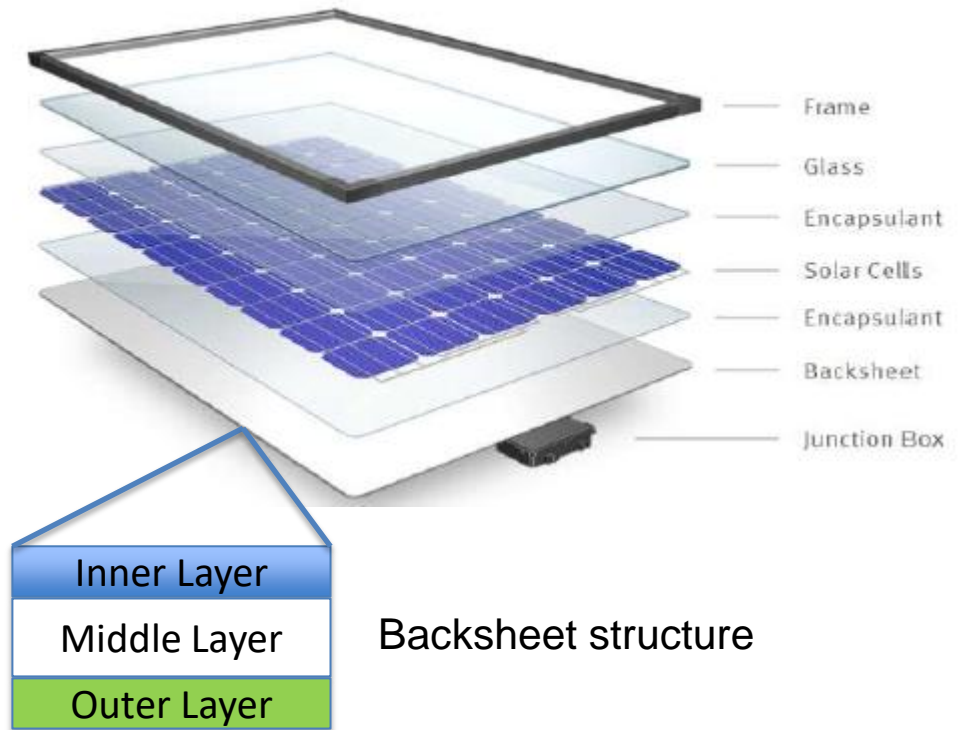 Frame
Glass
Encapsulant
Solar Cells
Encapsulant
Backsheet
Junction Box
Inner Layer
Middle Layer
Backsheet structure
Outer Layer